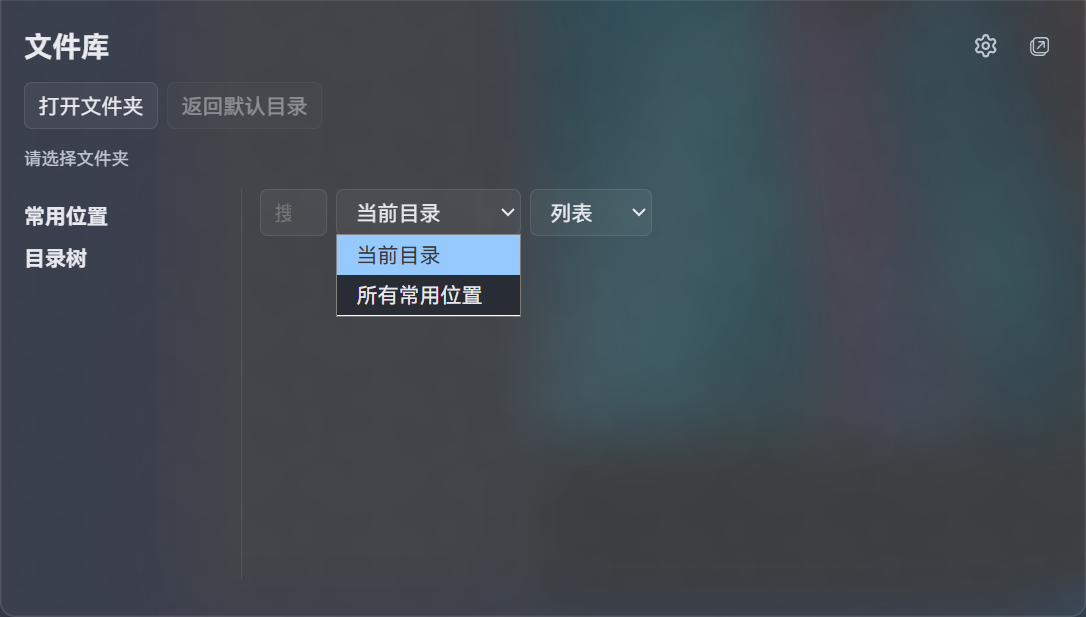 文件库
打开文件夹 返回默认目录
请选择文件夹
常用位置
目录树
搜 当前目录 列表
当前目录
所有常用位置